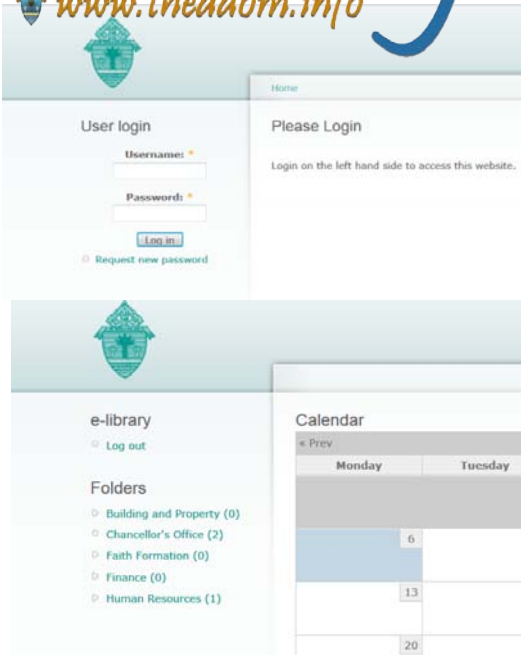 www.theadom.info
Home
User login
Please Login
Username: *
Login on the left hand side to access this website.
Password: *
Log in
Request new password
e-library
Calendar
Log out
« Prev
Monday Tuesday
Folders
Building and Property (0)
Chancellor's Office (2)
6
Faith Formation (0)
Finance (0)
13
Human Resources (1)
20